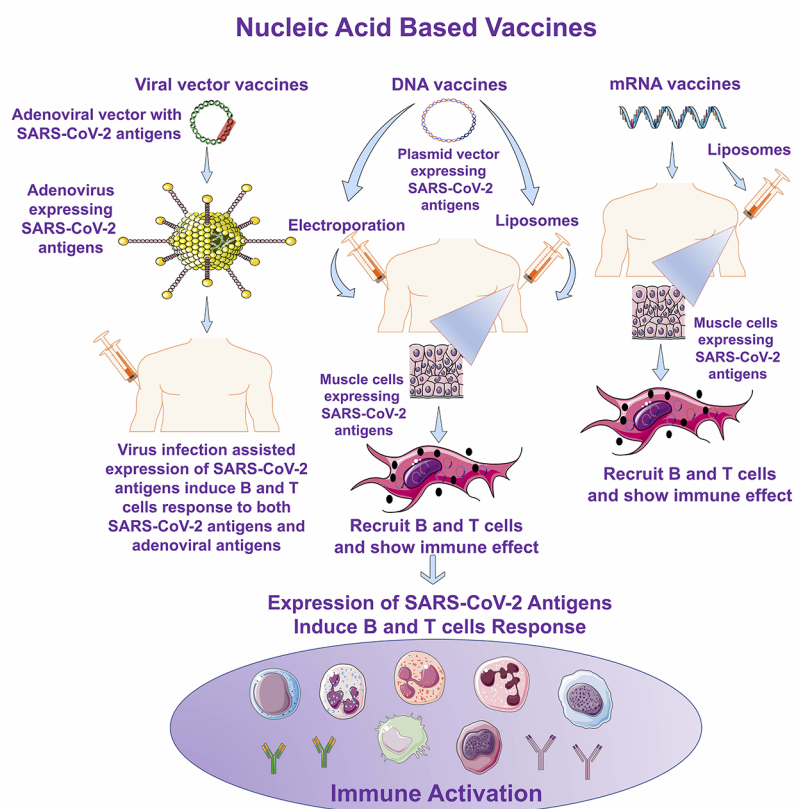 Nucleic Acid Based Vaccines
Viral vector vaccines
Adenoviral vector with
SARS-CoV-2 antigens
Adenovirus
expressing
SARS-CoV-2
antigens
Virus infection assisted
expression of SARS-CoV-2
antigens induce B and T
cells response to both
SARS-CoV-2 antigens and
adenoviral antigens
DNA vaccines
Plasmid vector
expressing
SARS-CoV-2
antigens
Electroporation
Liposomes
Muscle cells
expressing
SARS-CoV-2
antigens
Recruit B and T cells
and show immune effect
mRNA vaccines
Liposomes
Muscle cells
expressing
SARS-CoV-2
antigens
Recruit B and T cells
and show immune effect
Expression of SARS-CoV-2 Antigens
Induce B and T cells Response
Immune Activation